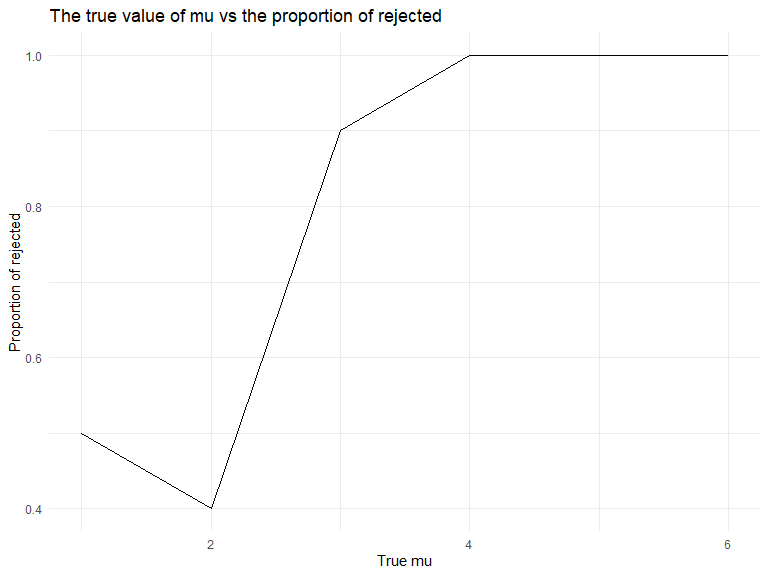 The true value of mu vs the proportion of rejected
1.0
0.8
0.6
0.4
Proportion of rejected
2
4
6
True mu